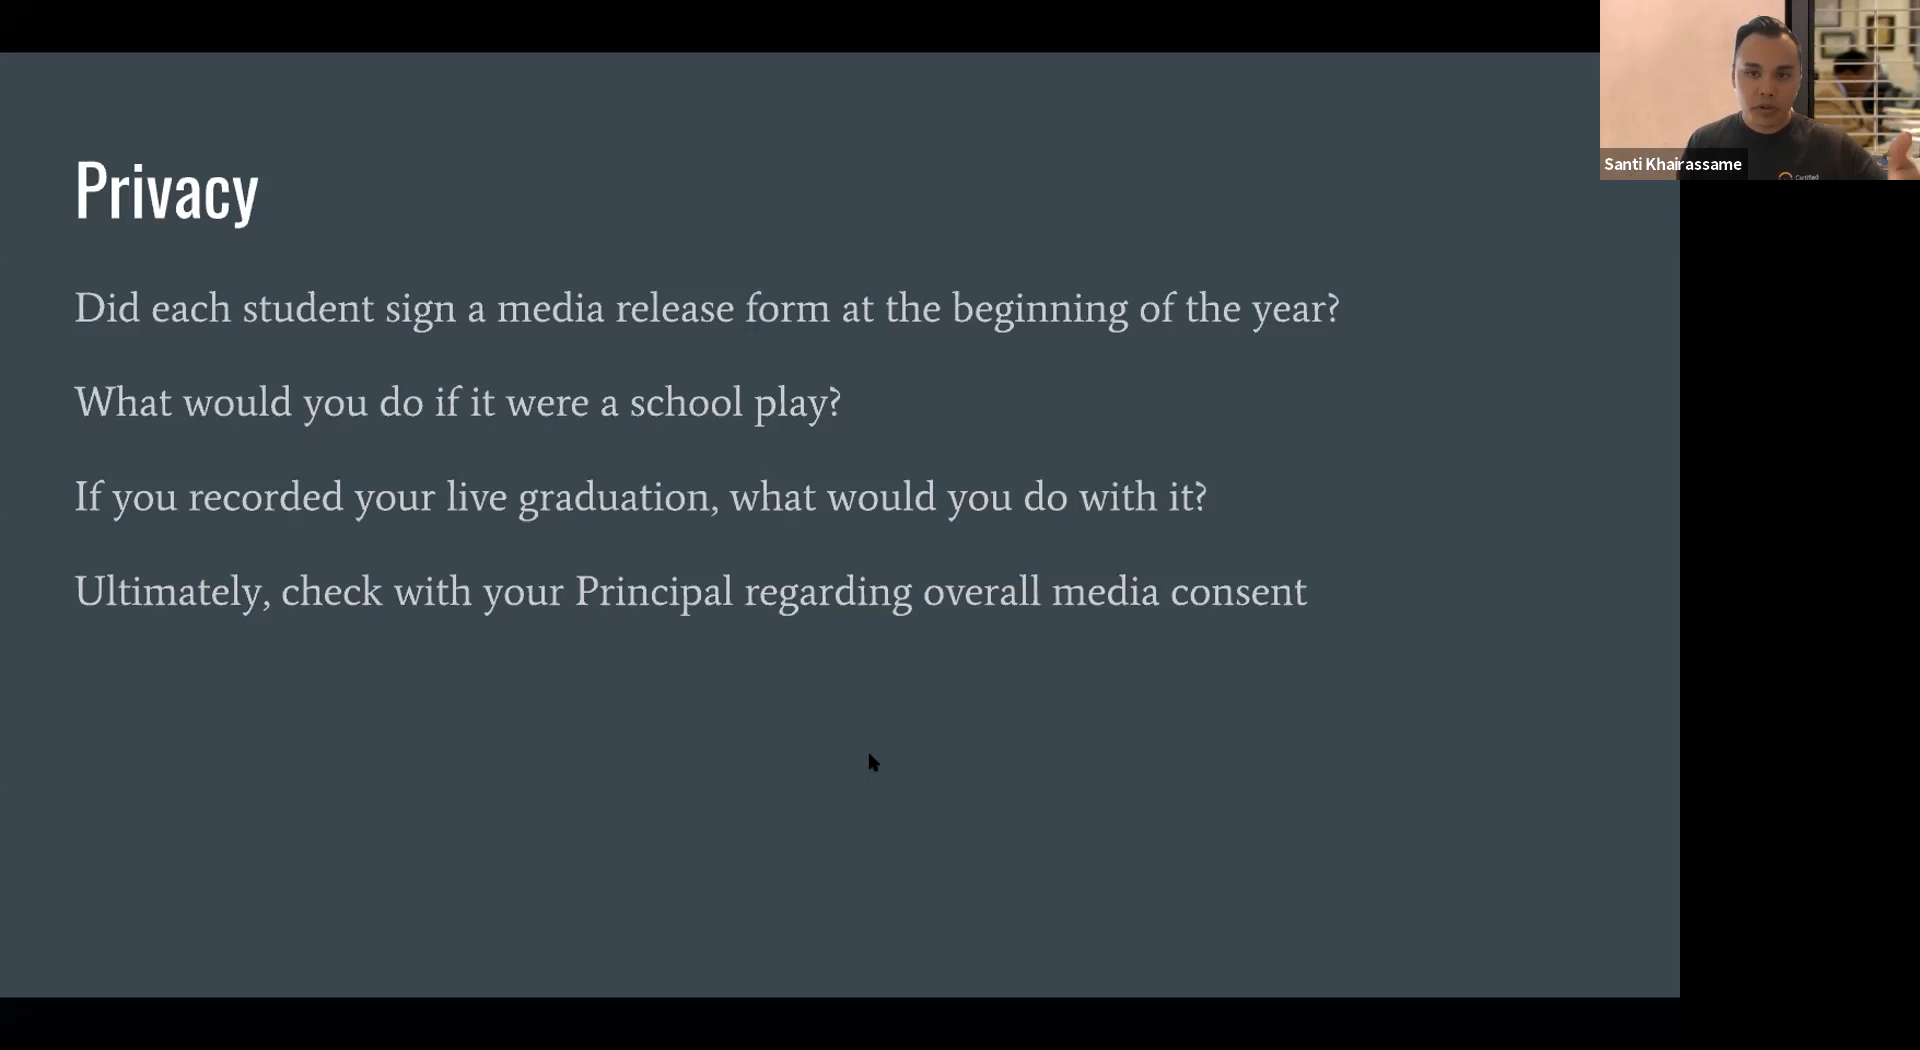 Privacy
Did each student sign a media release form at the beginning of the year?
What would you do if it were a school play?
If you recorded your live graduation, what would you do with it?
Ultimately, check with your Principal regarding overall media consent
Santi Khairassame
Certified